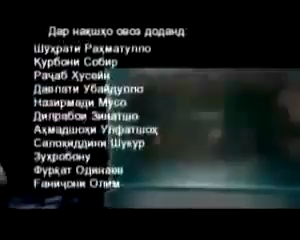 Дар нақшҳо овоз доданд:
Шӯҳрати Раҳматулло
Қурбони Собир
Раҷаб Ҳусейн
Давлати Убайдулло
Назирмади Мусо
Дилрабои Зинатшо
Аҳмадшоҳи Улфатшоҳ
Салоҳиддини Шукур
Зуҳробону
Фурқат Одинаев
Ғаниҷони Олим